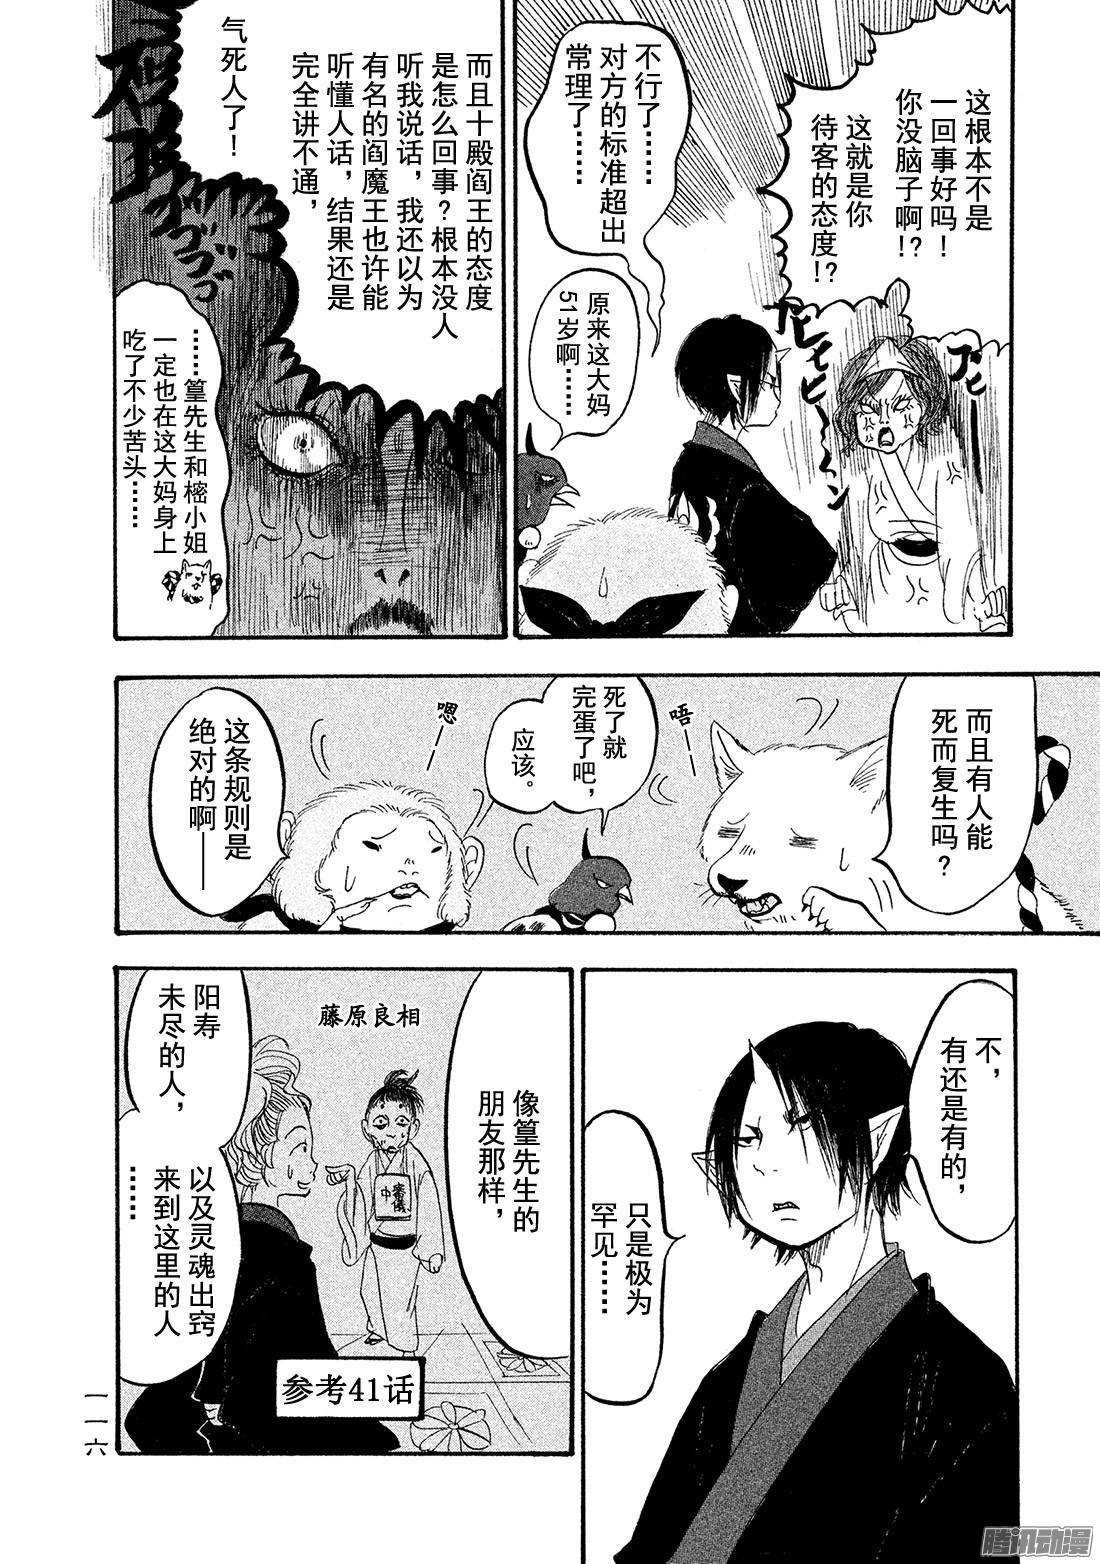 这根本不是
一回事好吗！
你没脑子啊!?
这就是你
待客的态度!?
不行了……
对方的标准超出
常理了……
原来这大妈
51岁啊……
ズヒー
而且十殿阎王的态度
是怎么回事？根本没人
听我说话，我还以为
有名的阎魔王也许能
听懂人话，结果还是
完全讲不通，
气死人了！
……篁先生和樒小姐
一定也在这大妈身上
吃了不少苦头……
而且有人能
死而复生吗？
唔——
死了就
完蛋了吧，
应该。
嗯——
这条规则是
绝对的啊——
不，
有还是有的，
只是极为
罕见……
像篁先生的
朋友那样，
藤原良相
阳寿
未尽的人，
以及灵魂出窍
来到这里的人
……
参考41话
一一六
腾讯动漫